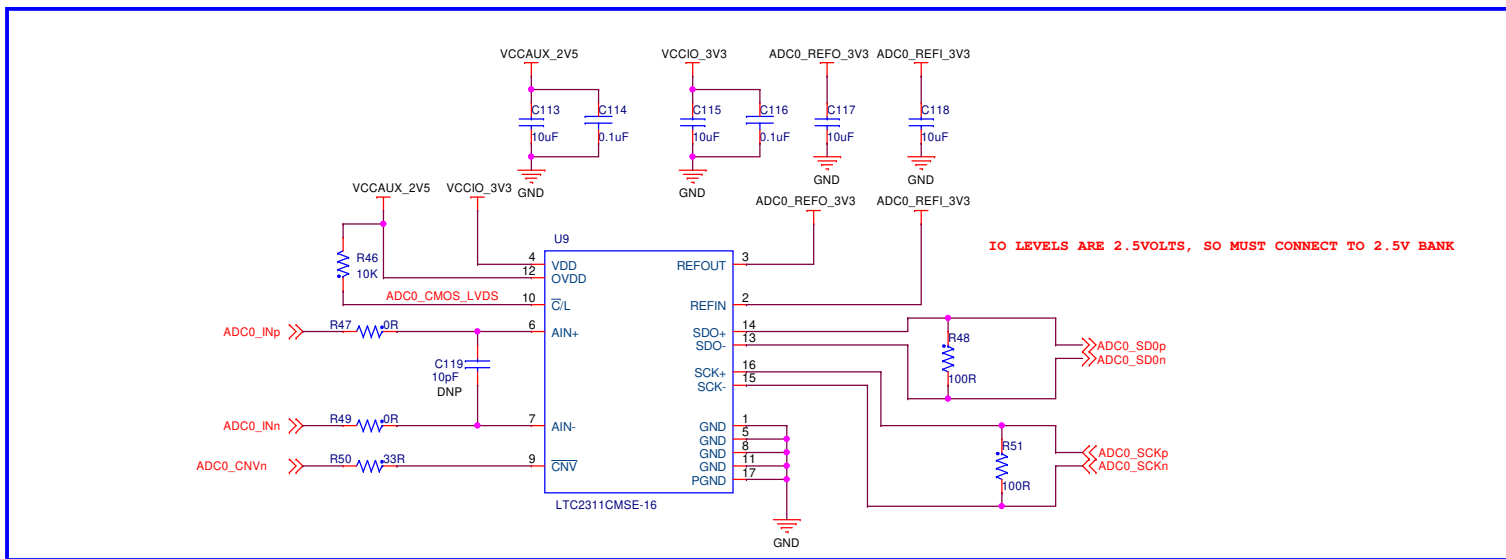 VCCAUX_2V5
VCCIO_3V3
ADC0_REFO_3V3
ADC0_REFI_3V3
C113
10uF
C114
0.1uF
C115
10uF
C116
0.1uF
C117
10uF
C118
10uF
GND
GND
GND
GND
VCCAUX_2V5
VCCIO_3V3
ADC0_REFO_3V3
ADC0_REFI_3V3
IO LEVELS ARE 2.5VOLTS, SO MUST CONNECT TO 2.5V BANK
U9
R46
10K
4
VDD
12
OVDD
ADC0_CMOS_LVDS
10
C/L
ADC0_INp
R47
0R
6
AIN+
C119
10pF
DNP
ADC0_INn
R49
0R
7
AIN-
ADC0_CNVn
R50
33R
9
CNV
REFOUT
3
REFIN
2
SDO+
14
SDO-
13
SCK+
16
SCK-
15
GND
1
GND
5
GND
8
GND
11
PGND
17
LTC2311CMSE-16
GND
R48
100R
ADC0_SD0p
ADC0_SD0n
R51
100R
ADC0_SCKp
ADC0_SCKn